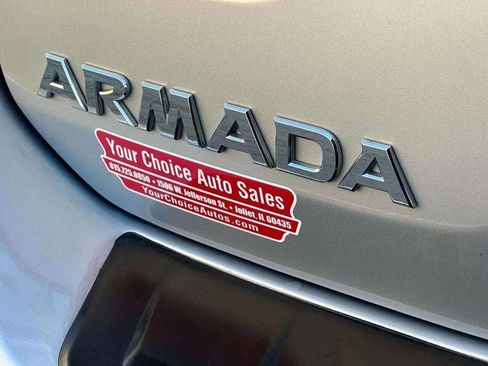 ARMADA
Your Choice Auto Sales
815.725.0050 • 1506 W. Jefferson St. • Joliet, IL 60435
YourChoiceAutos.com